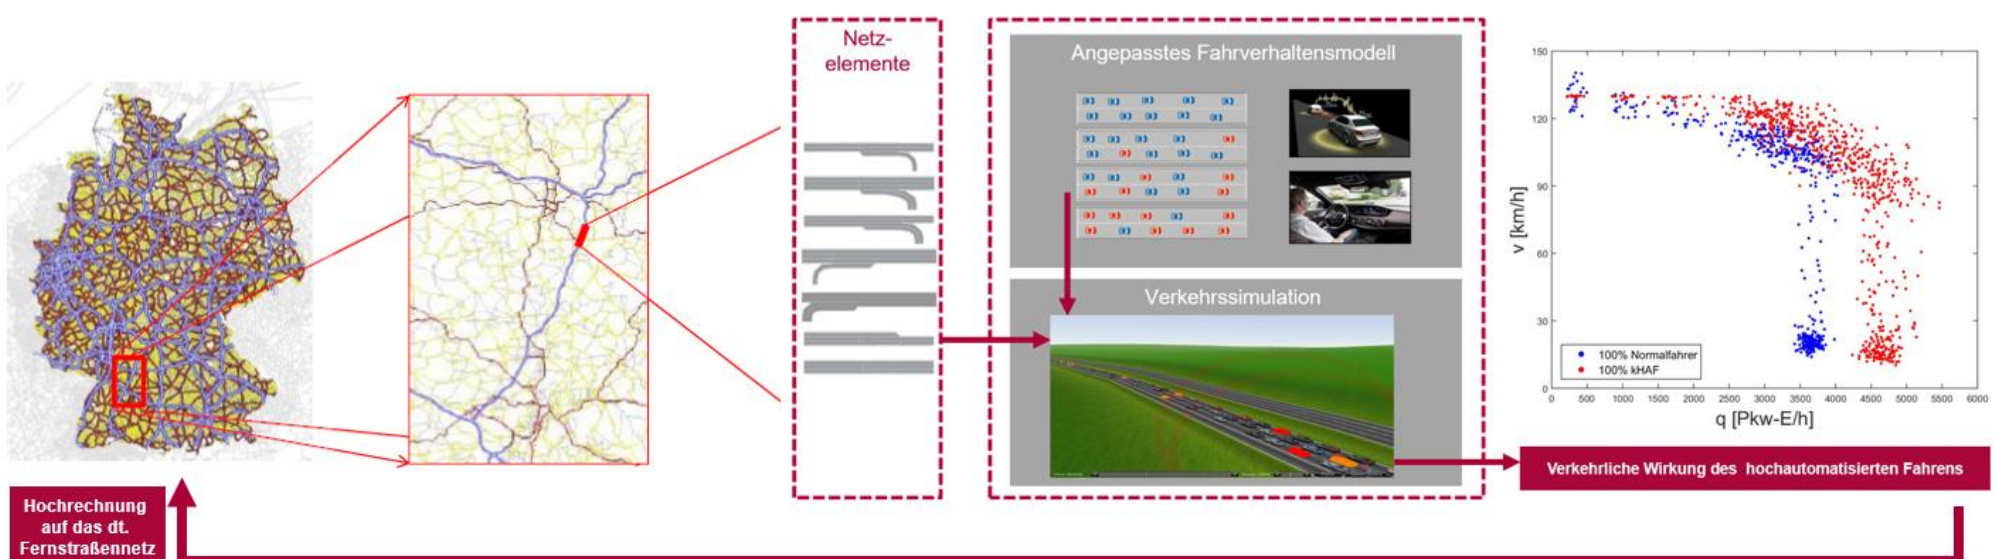 Netz-
elemente
Angepasstes Fahrverhaltensmodell
Verkehrssimulation
150
120
90
60
30
0
v [km/h]
100% Normalfahrer
100% kHAF
0 500 1000 1500 2000 2500 3000 3500 4000 4500 5000 5500 6000
q [Pkw-E/h]
Verkehrliche Wirkung des hochautomatisierten Fahrens
Hochrechnung
auf das dt.
Fernstraßennetz